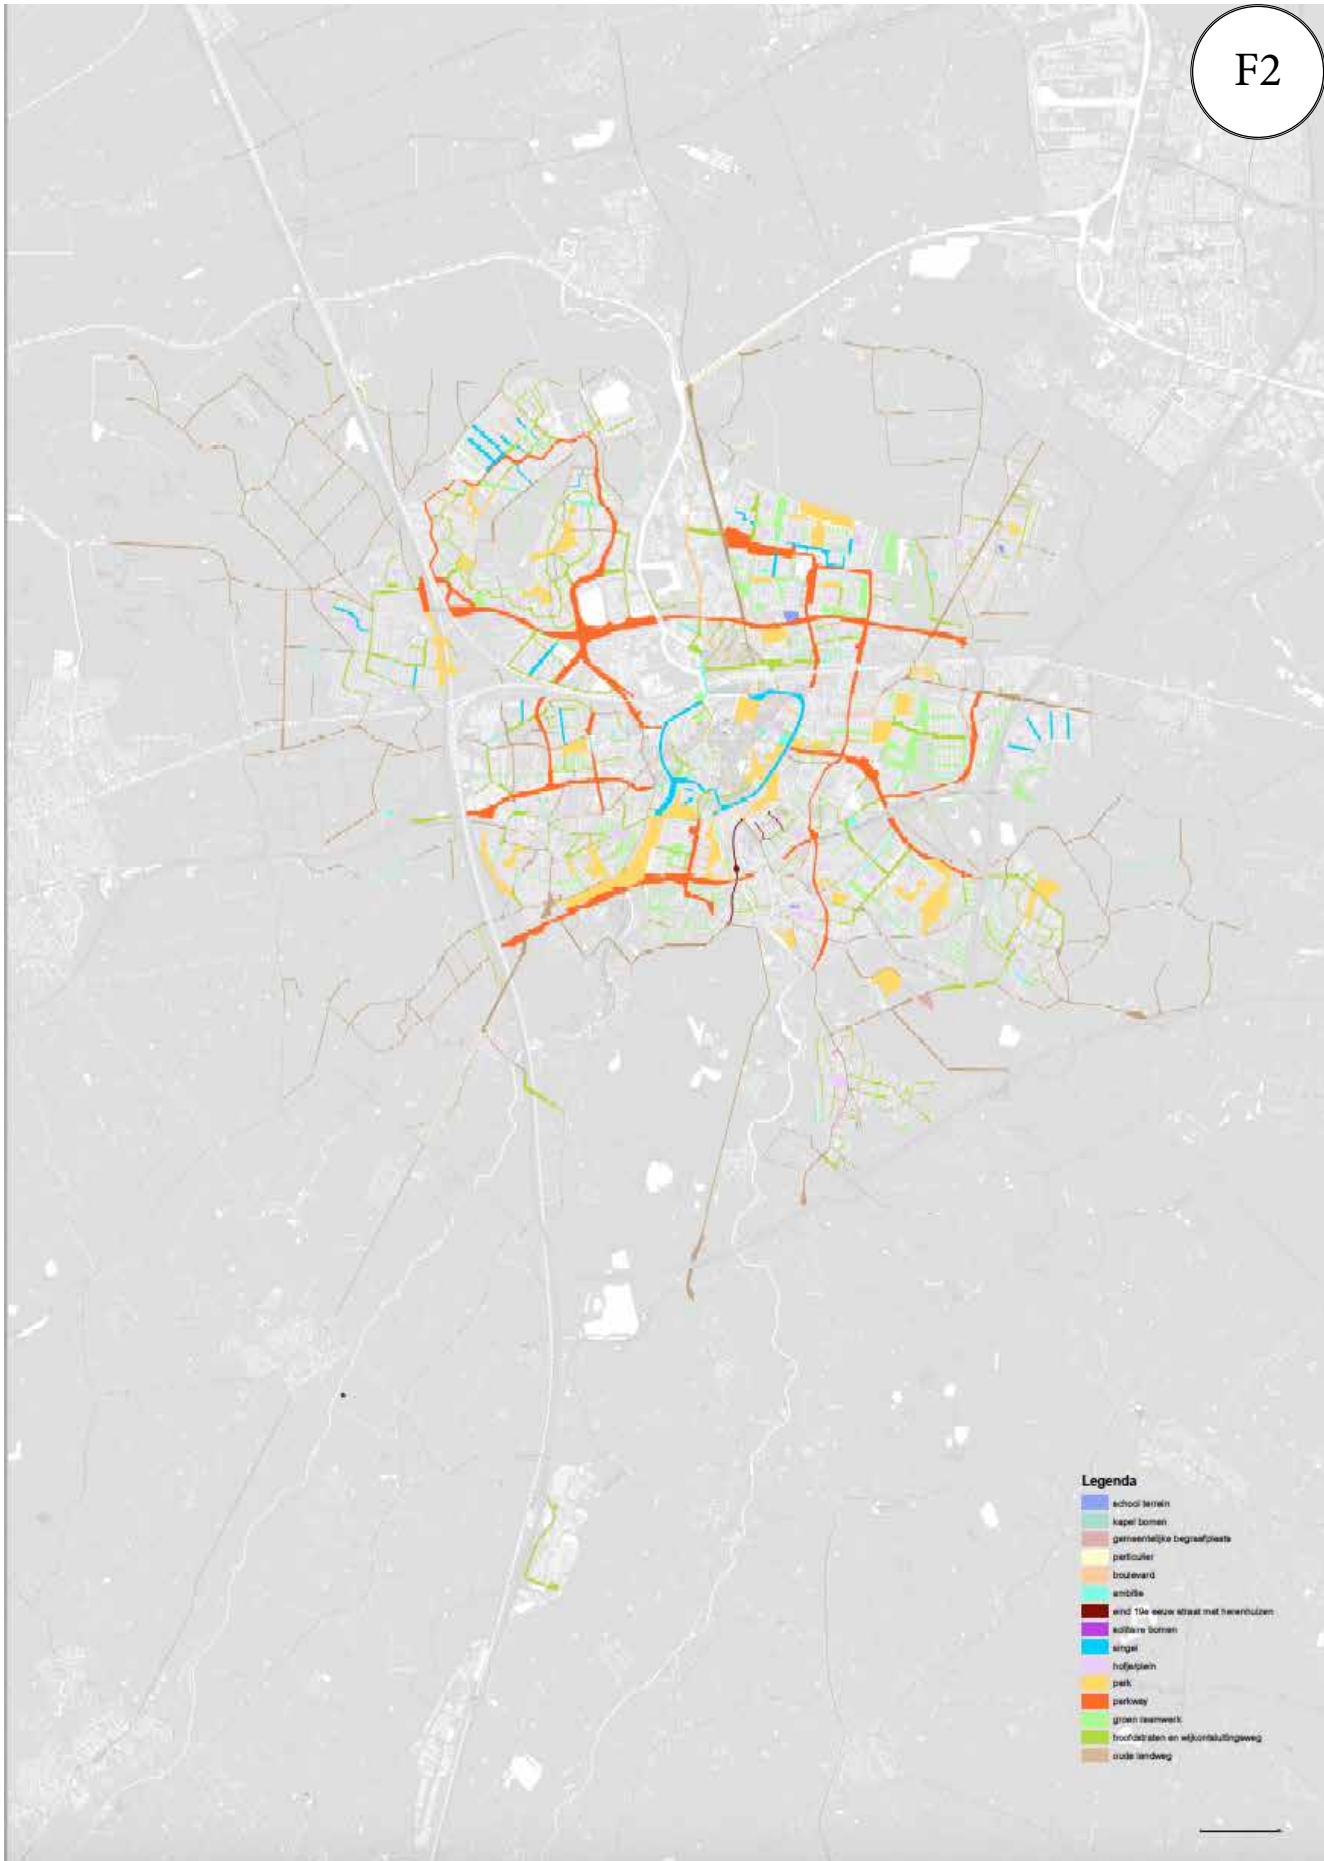 F2
Legenda
school terrein
kapel bomen
gemeentelijke begraafplaats
particulier
boulevard
ambitie
eind 19e eeuw straat met herenhuizen
solitaire bomen
singel
hofje/plein
park
parkway
groen raamwerk
hoofdstraten en wijkontsluitingsweg
oude landweg